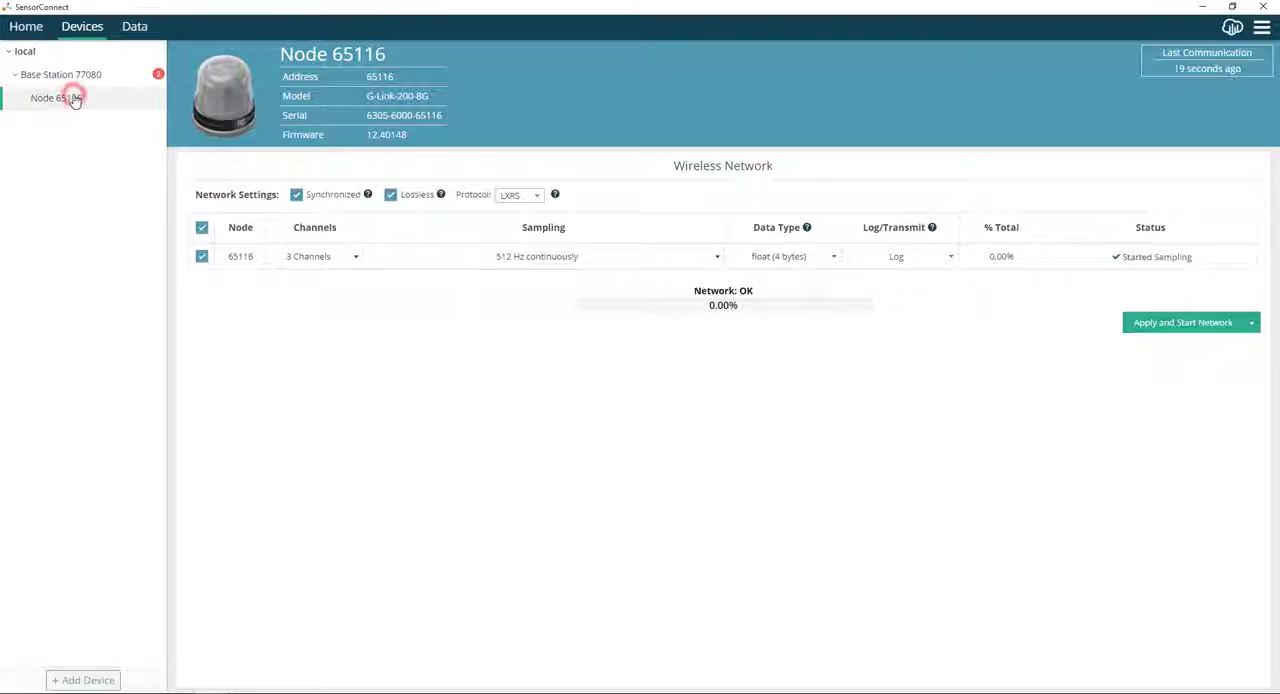 SensorConnect
Home Devices Data
local
Base Station 77080 2
Node
Node 65116
Address 65116
Model G-Link-200-8G
Serial 6305-6000-65116
Firmware 12.40148
Last Communication
19 seconds ago
Wireless Network
Network Settings: Synchronized ? Lossless ? Protocol: LXRS ?
Node Channels Sampling Data Type ? Log/Transmit ? % Total Status
65116 3 Channels 512 Hz continuously float (4 bytes) Log 0.00% Started Sampling
Network: OK
0.00%
Apply and Start Network
+ Add Device